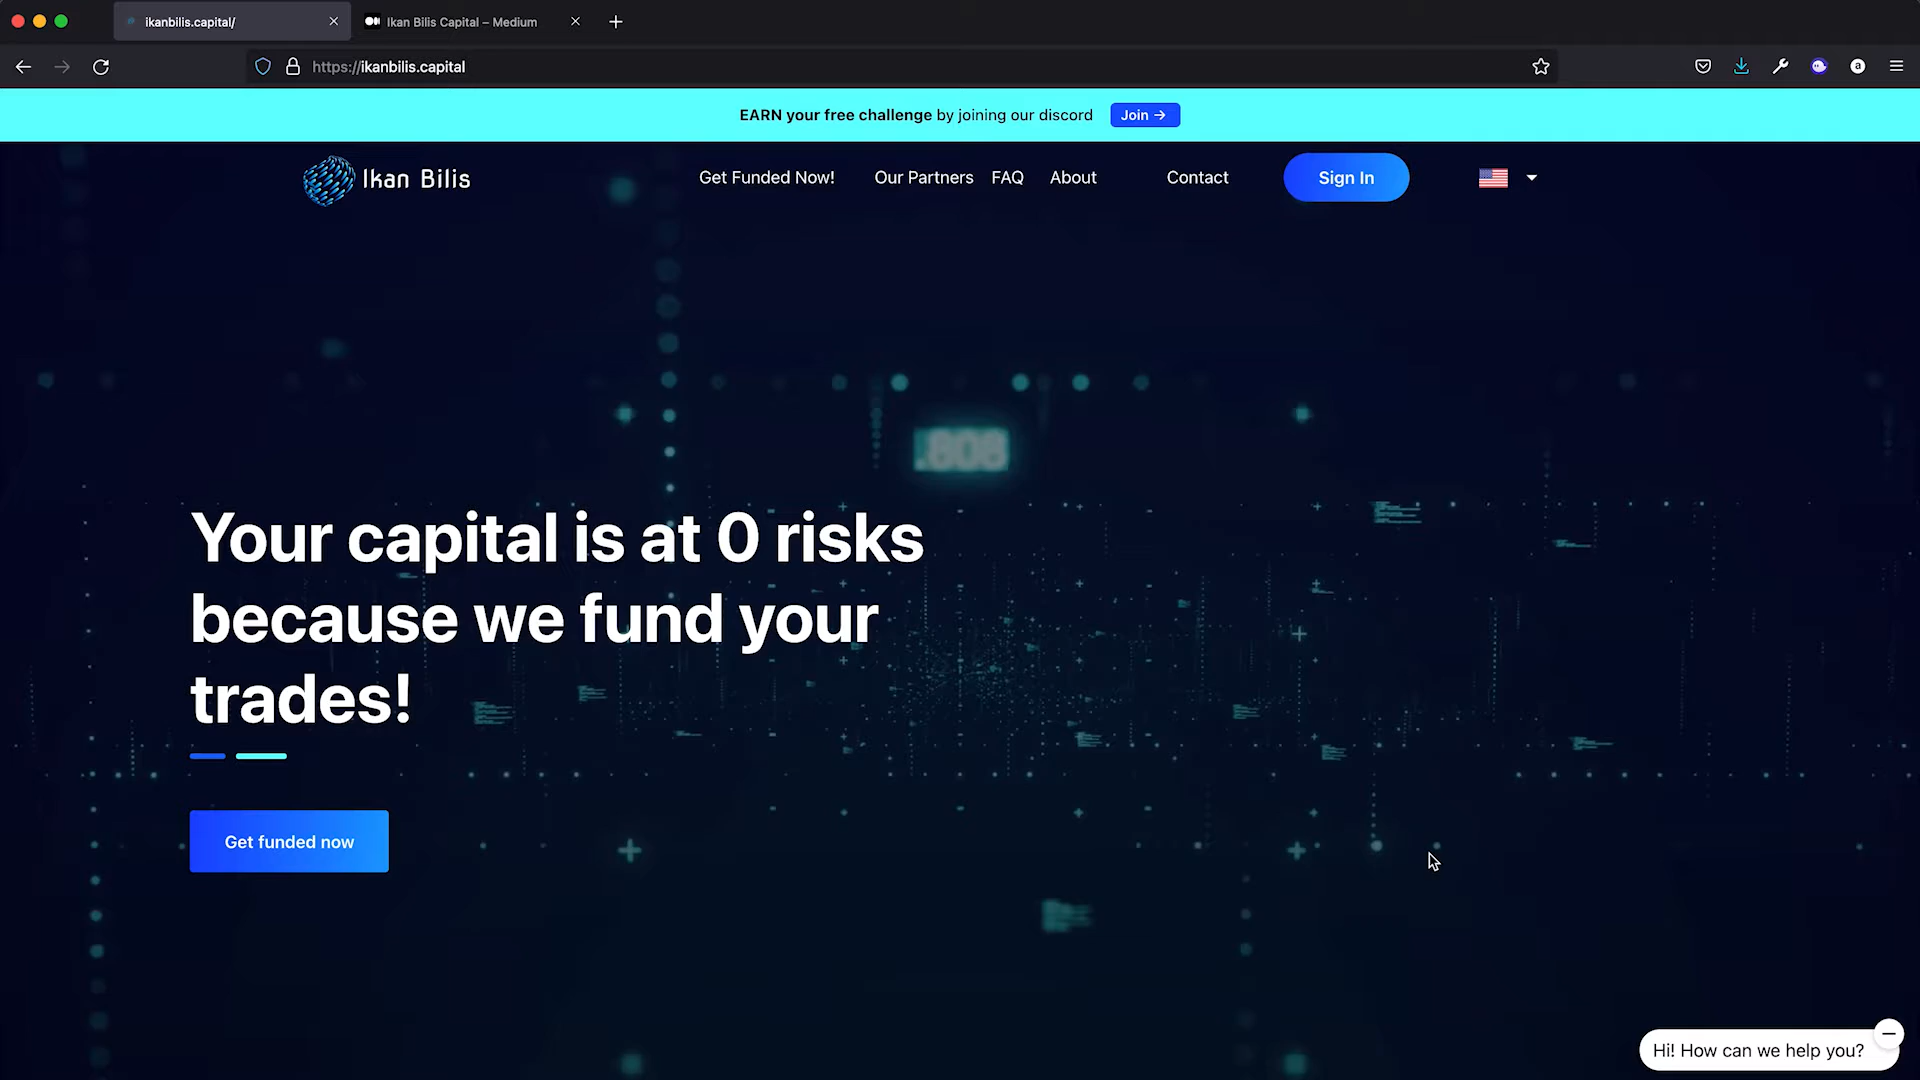 ikanbilis.capital/
Ikan Bilis Capital – Medium
https://ikanbilis.capital
EARN your free challenge by joining our discord
Join →
Ikan Bilis
Get Funded Now!
Our Partners
FAQ
About
Contact
Sign In
.808
Your capital is at 0 risks
because we fund your
trades!
Get funded now
Hi! How can we help you?